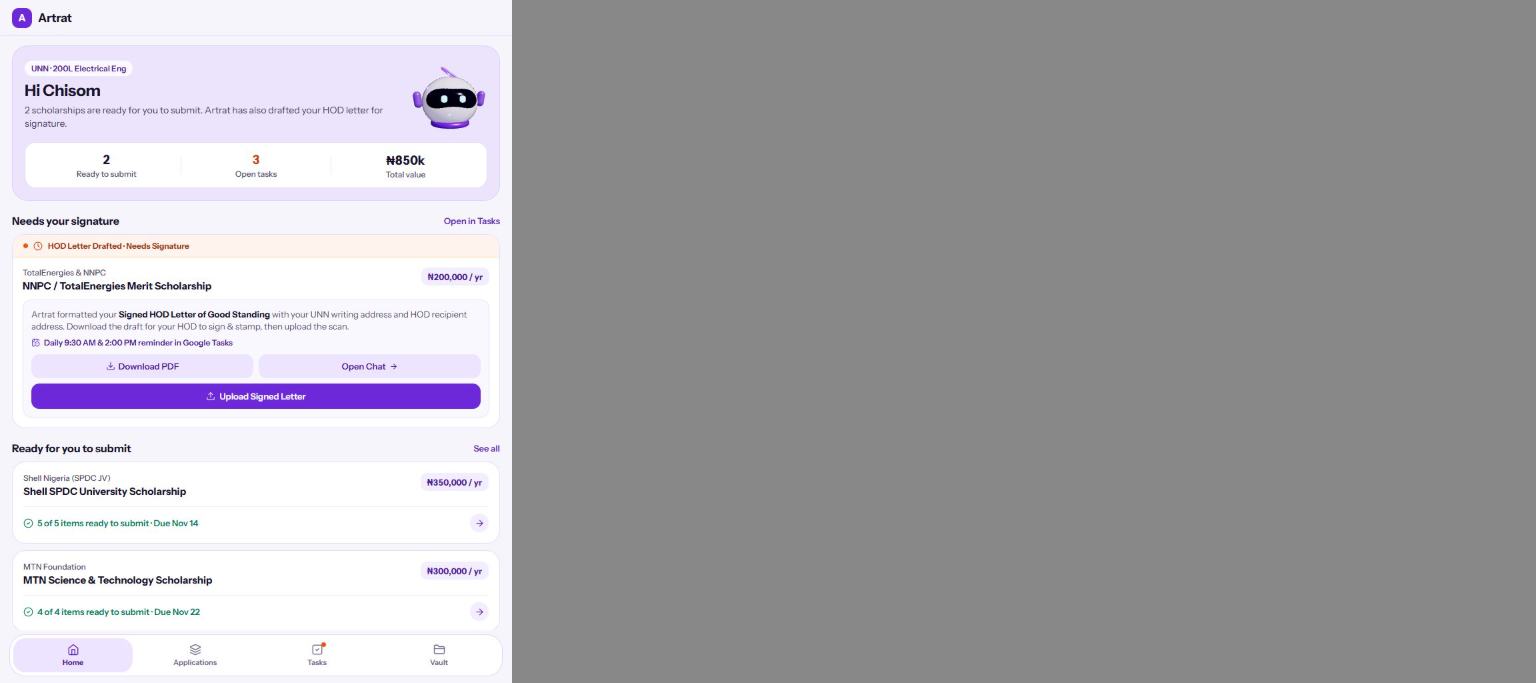 A Artrat
UNN · 200L Electrical Eng
Hi Chisom
2 scholarships are ready for you to submit. Artrat has also drafted your HOD letter for
signature.
2
Ready to submit
3
Open tasks
₦850k
Total value
Needs your signature
Open in Tasks
HOD Letter Drafted · Needs Signature
TotalEnergies & NNPC
NNPC / TotalEnergies Merit Scholarship
₦200,000 / yr
Artrat formatted your Signed HOD Letter of Good Standing with your UNN writing address and HOD recipient
address. Download the draft for your HOD to sign & stamp, then upload the scan.
Daily 9:30 AM & 2:00 PM reminder in Google Tasks
Download PDF
Open Chat →
Upload Signed Letter
Ready for you to submit
See all
Shell Nigeria (SPDC JV)
Shell SPDC University Scholarship
₦350,000 / yr
5 of 5 items ready to submit · Due Nov 14
MTN Foundation
MTN Science & Technology Scholarship
₦300,000 / yr
4 of 4 items ready to submit · Due Nov 22
Home
Applications
Tasks
Vault